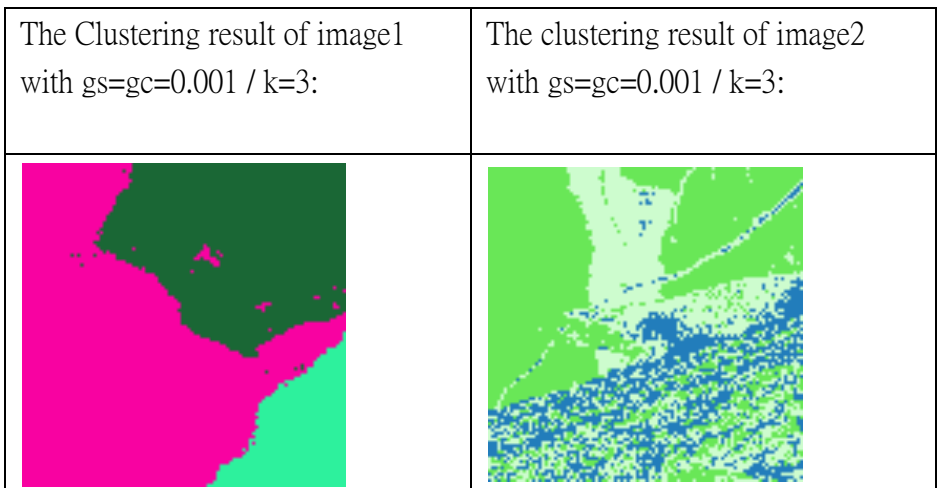 The Clustering result of image1
with gs=gc=0.001 / k=3:
The clustering result of image2
with gs=gc=0.001 / k=3: